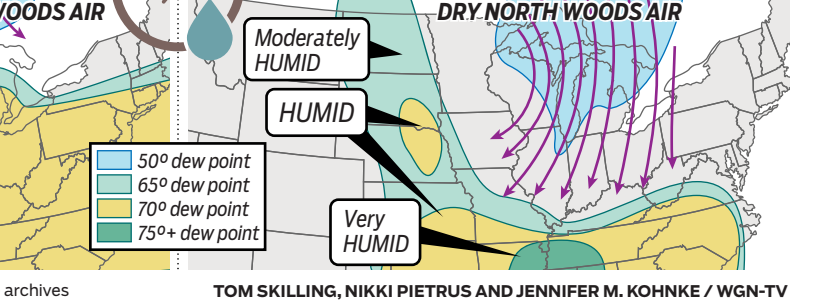 WOODS AIR
DRY NORTH WOODS AIR
Moderately
HUMID
HUMID
50º dew point
65º dew point
70º dew point
75º+ dew point
Very
HUMID
archives
TOM SKILLING, NIKKI PIETRUS AND JENNIFER M. KOHNKE / WGN-TV